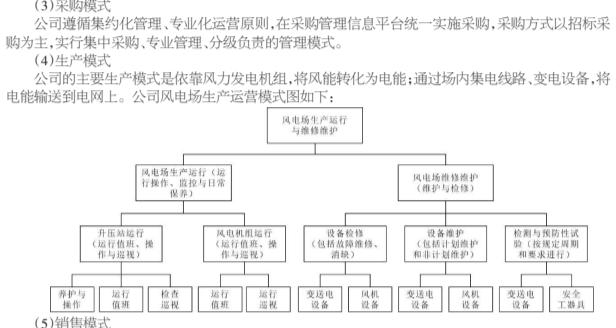 (3)采购模式
公司遵循集约化管理、专业化运营原则,在采购管理信息平台统一实施采购,采购方式以招标采
购为主,实行集中采购、专业管理、分级负责的管理模式。
(4)生产模式
公司的主要生产模式是依靠风力发电机组,将风能转化为电能;通过场内集电线路、变电设备,将
电能输送到电网上。公司风电场生产运营模式图如下:
风电场生产运行
与维修维护
风电场生产运行(运
行操作、监控与日常
保养)
风电场维修维护
(维护与检修)
升压站运行
(运行值班、操
作与巡视)
风电机组运行
(运行值班、操
作与巡视)
设备检修
(包括故障维修、
消缺)
设备维护
(包括计划维护
和非计划维护)
检测与预防性试
验(按规定周期
和要求进行)
养护与
操作
运行
值班
检查
巡视
运行
值班
运行
巡视
变送电
设备
风机
设备
变送电
设备
风机
设备
变送电
设备
安全
工器具
(5)销售模式